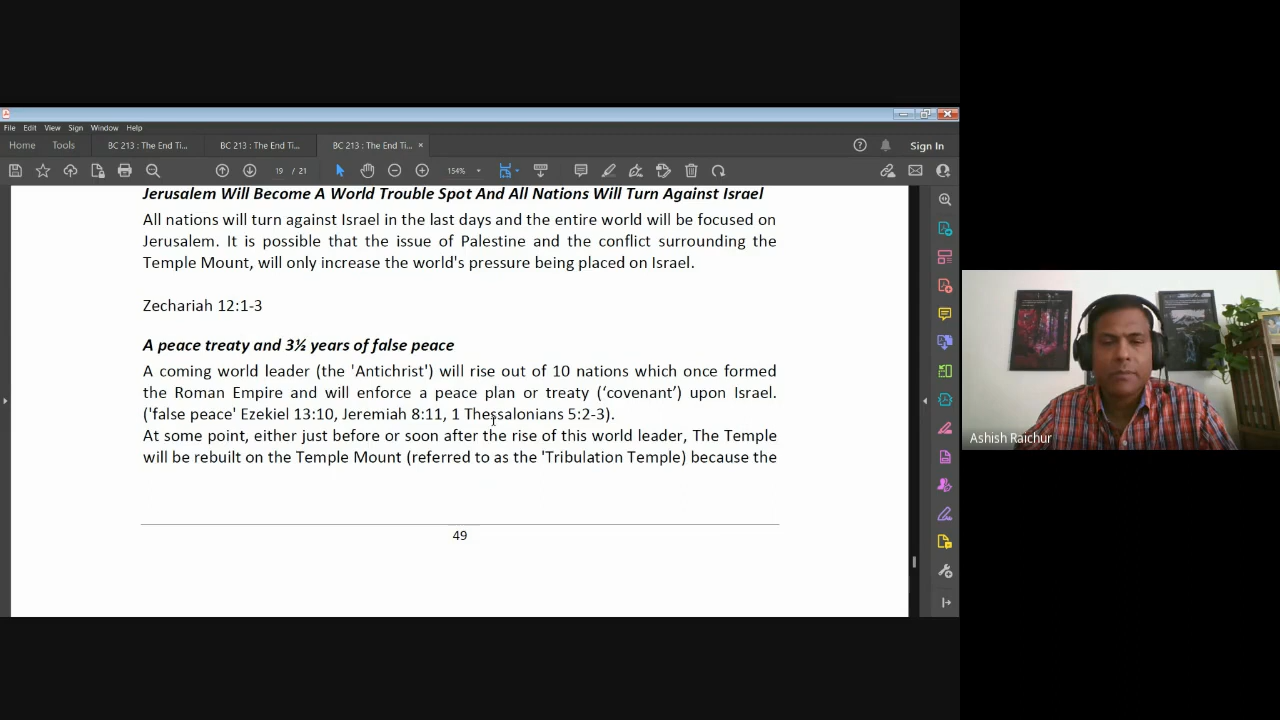 File Edit View Sign Window Help
Home Tools BC 213 : The End Ti... BC 213 : The End Ti... BC 213 : The End Ti... × Sign In
19 / 21 154%
Jerusalem Will Become A World Trouble Spot And All Nations Will Turn Against Israel
All nations will turn against Israel in the last days and the entire world will be focused on
Jerusalem. It is possible that the issue of Palestine and the conflict surrounding the
Temple Mount, will only increase the world's pressure being placed on Israel.
Zechariah 12:1-3
A peace treaty and 3½ years of false peace
A coming world leader (the 'Antichrist') will rise out of 10 nations which once formed
the Roman Empire and will enforce a peace plan or treaty (‘covenant’) upon Israel.
('false peace' Ezekiel 13:10, Jeremiah 8:11, 1 Thessalonians 5:2-3).
At some point, either just before or soon after the rise of this world leader, The Temple
will be rebuilt on the Temple Mount (referred to as the 'Tribulation Temple) because the
49
Ashish Raichur